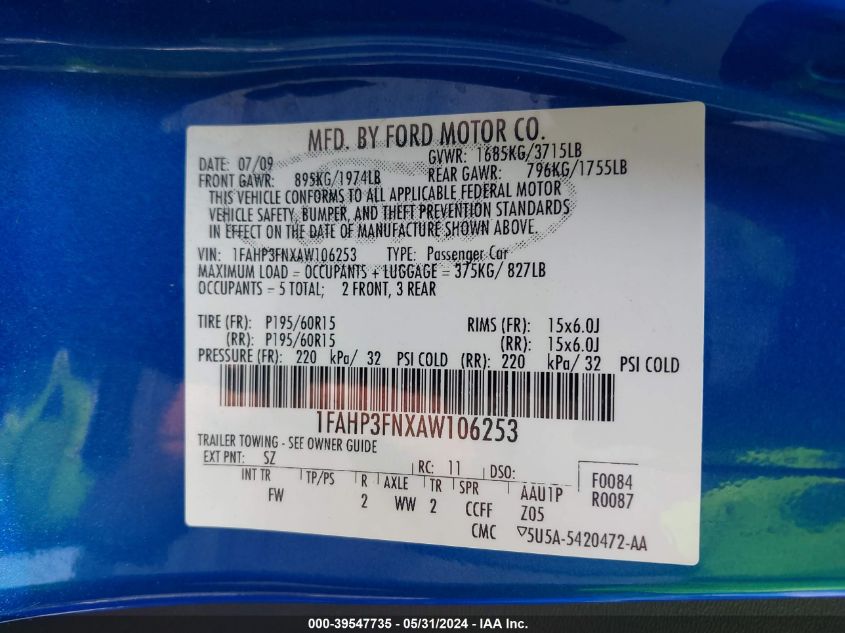 MFD. BY FORD MOTOR CO.
DATE: 07/09 GVWR: 1685KG/3715LB
FRONT GAWR: 895KG/1974LB REAR GAWR: 796KG/1755LB
THIS VEHICLE CONFORMS TO ALL APPLICABLE FEDERAL MOTOR
VEHICLE SAFETY, BUMPER, AND THEFT PREVENTION STANDARDS
IN EFFECT ON THE DATE OF MANUFACTURE SHOWN ABOVE.
VIN: 1FAHP3FNXAW106253 TYPE: Passenger Car
MAXIMUM LOAD = OCCUPANTS + LUGGAGE = 375KG/ 827LB
OCCUPANTS = 5 TOTAL; 2 FRONT, 3 REAR
TIRE (FR): P195/60R15 RIMS (FR): 15x6.0J
(RR): P195/60R15 (RR): 15x6.0J
PRESSURE (FR): 220 kPa/ 32 PSI COLD (RR): 220 kPa/ 32 PSI COLD
1FAHP3FNXAW106253
TRAILER TOWING - SEE OWNER GUIDE
EXT PNT: SZ RC: 11 DSO: F0084
INT TR TP/PS R AXLE TR SPR AAU1P R0087
FW 2 WW 2 CCFF Z05
CMC ▽5U5A-5420472-AA
000-39547735 - 05/31/2024 - IAA Inc.